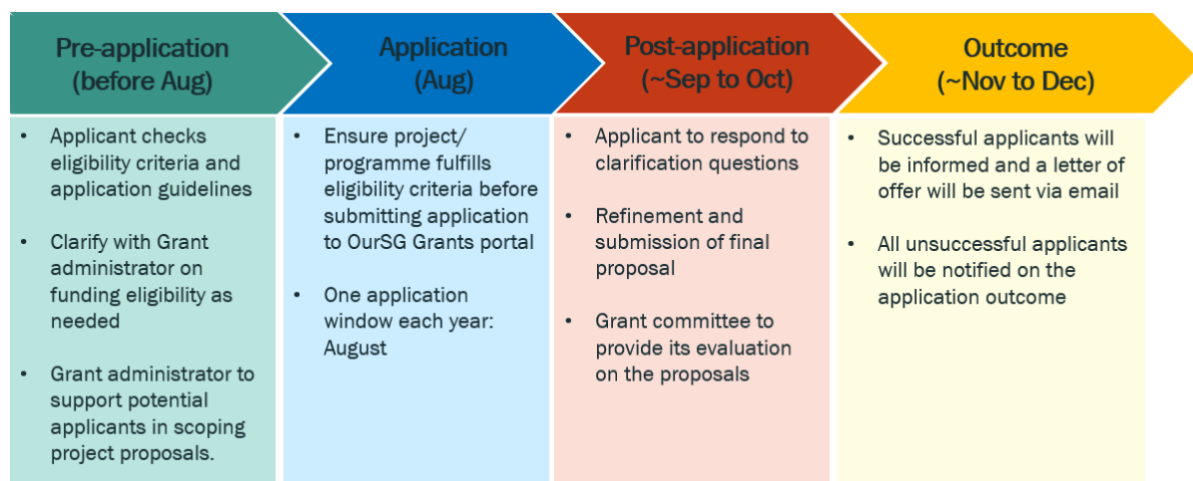 Pre-application
(before Aug)
• Applicant checks
eligibility criteria and
application guidelines
• Clarify with Grant
administrator on
funding eligibility as
needed
• Grant administrator to
support potential
applicants in scoping
project proposals.
Application
(Aug)
• Ensure project/
programme fulfills
eligibility criteria before
submitting application
to OurSG Grants portal
• One application
window each year:
August
Post-application
(~Sep to Oct)
• Applicant to respond to
clarification questions
• Refinement and
submission of final
proposal
• Grant committee to
provide its evaluation
on the proposals
Outcome
(~Nov to Dec)
• Successful applicants will
be informed and a letter of
offer will be sent via email
• All unsuccessful applicants
will be notified on the
application outcome